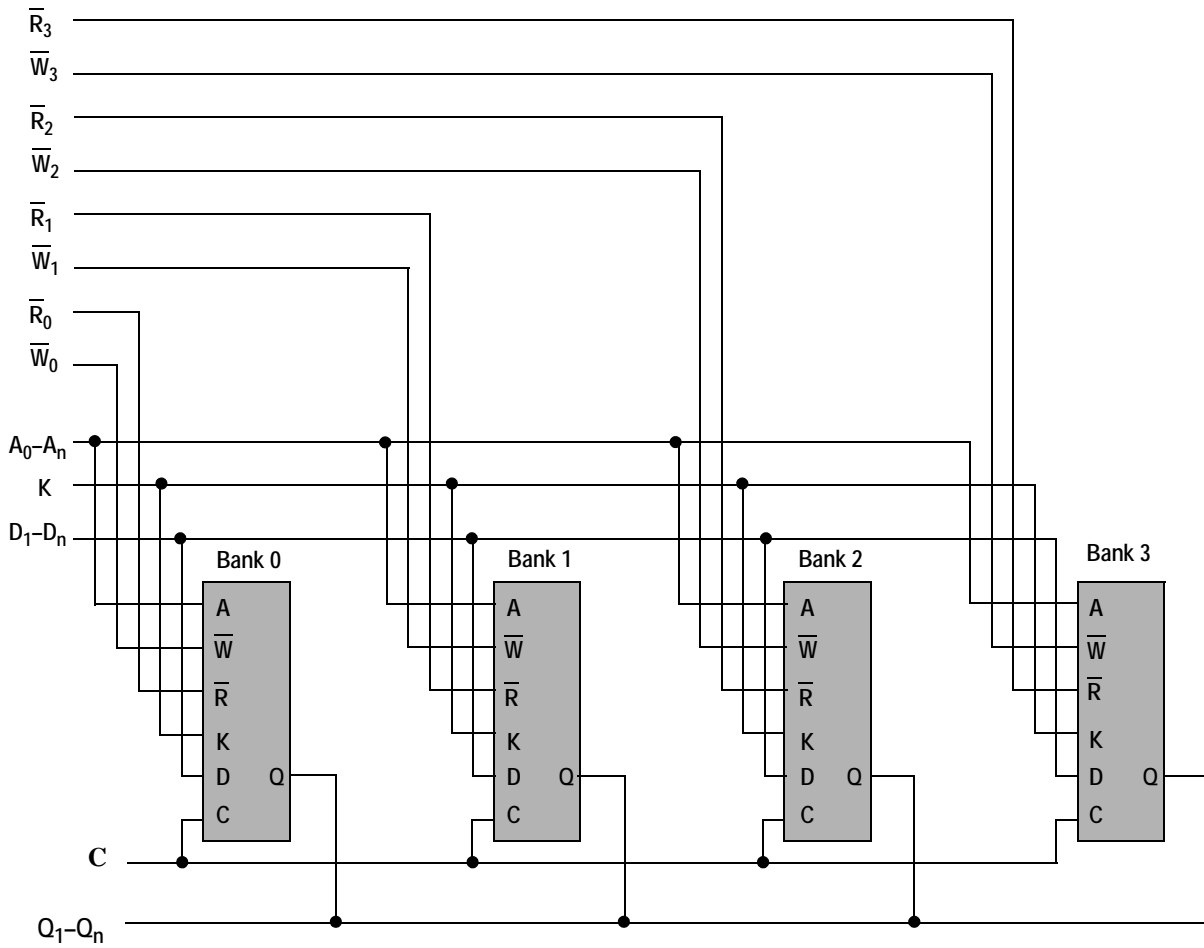 R̅3
W̅3
R̅2
W̅2
R̅1
W̅1
R̅0
W̅0
A0–An
K
D1–Dn
Bank 0
Bank 1
Bank 2
Bank 3
A
W̅
R̅
K
D Q
C
A
W̅
R̅
K
D Q
C
A
W̅
R̅
K
D Q
C
A
W̅
R̅
K
D Q
C
C
Q1–Qn